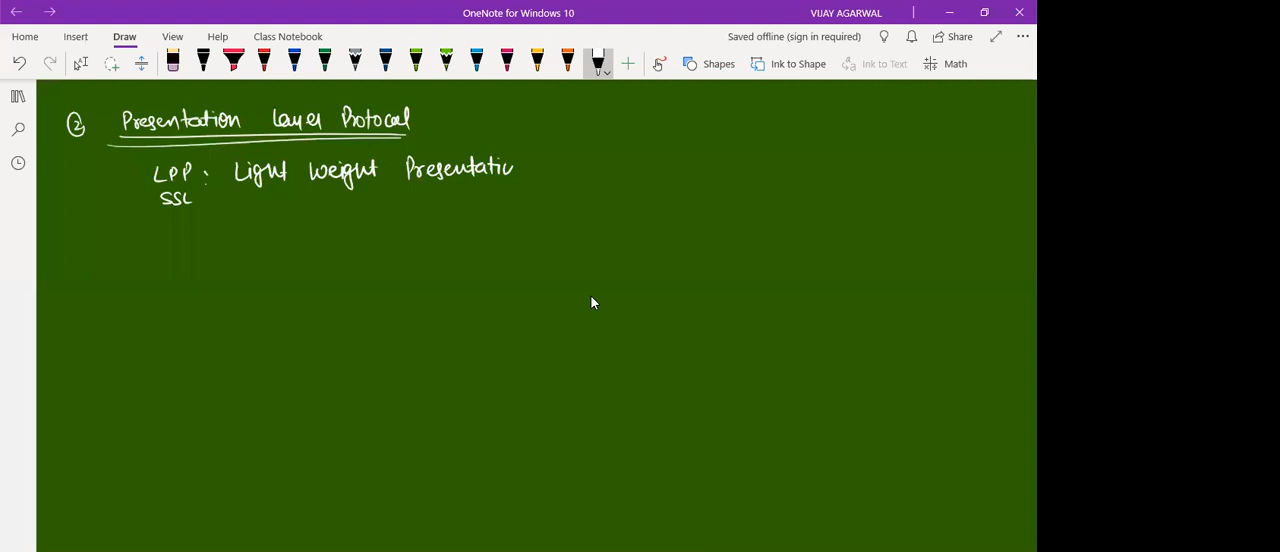 OneNote for Windows 10
VIJAY AGARWAL
Home Insert Draw View Help Class Notebook
Saved offline (sign in required) Share
Shapes Ink to Shape Ink to Text Math
② Presentation Layer Protocal
LPP : Light Weight Presentatio
SSL